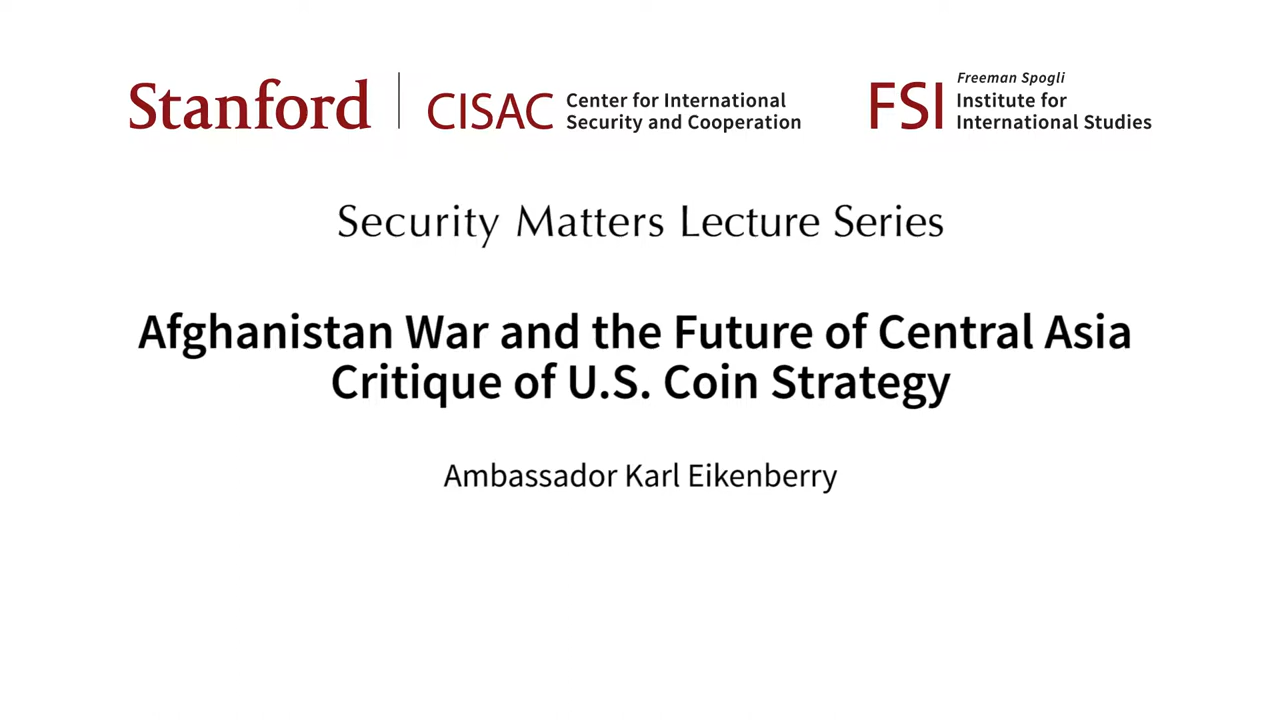 Stanford
CISAC
Center for International
Security and Cooperation
FSI
Freeman Spogli
Institute for
International Studies
Security Matters Lecture Series
Afghanistan War and the Future of Central Asia
Critique of U.S. Coin Strategy
Ambassador Karl Eikenberry